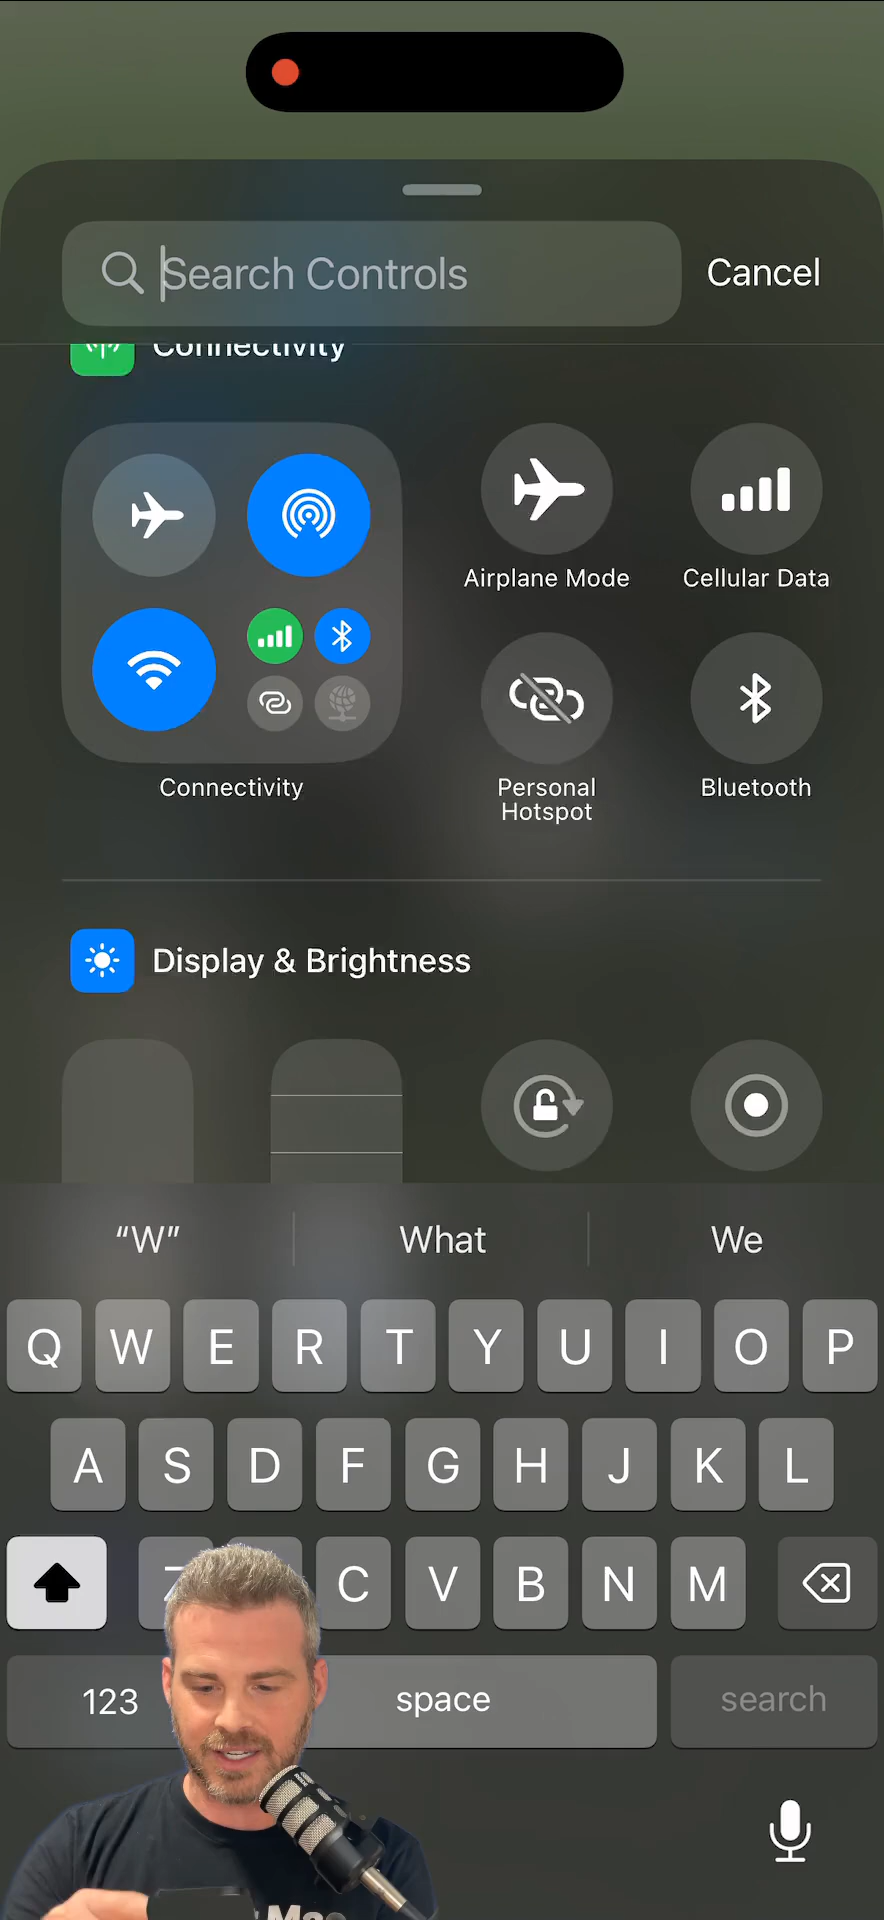 Search Controls
Cancel
Connectivity
Airplane Mode
Cellular Data
Connectivity
Personal
Hotspot
Bluetooth
Display & Brightness
“W”
What
We
Q W E R T Y U I O P
A S D F G H J K L
Z C V B N M
123
space
search